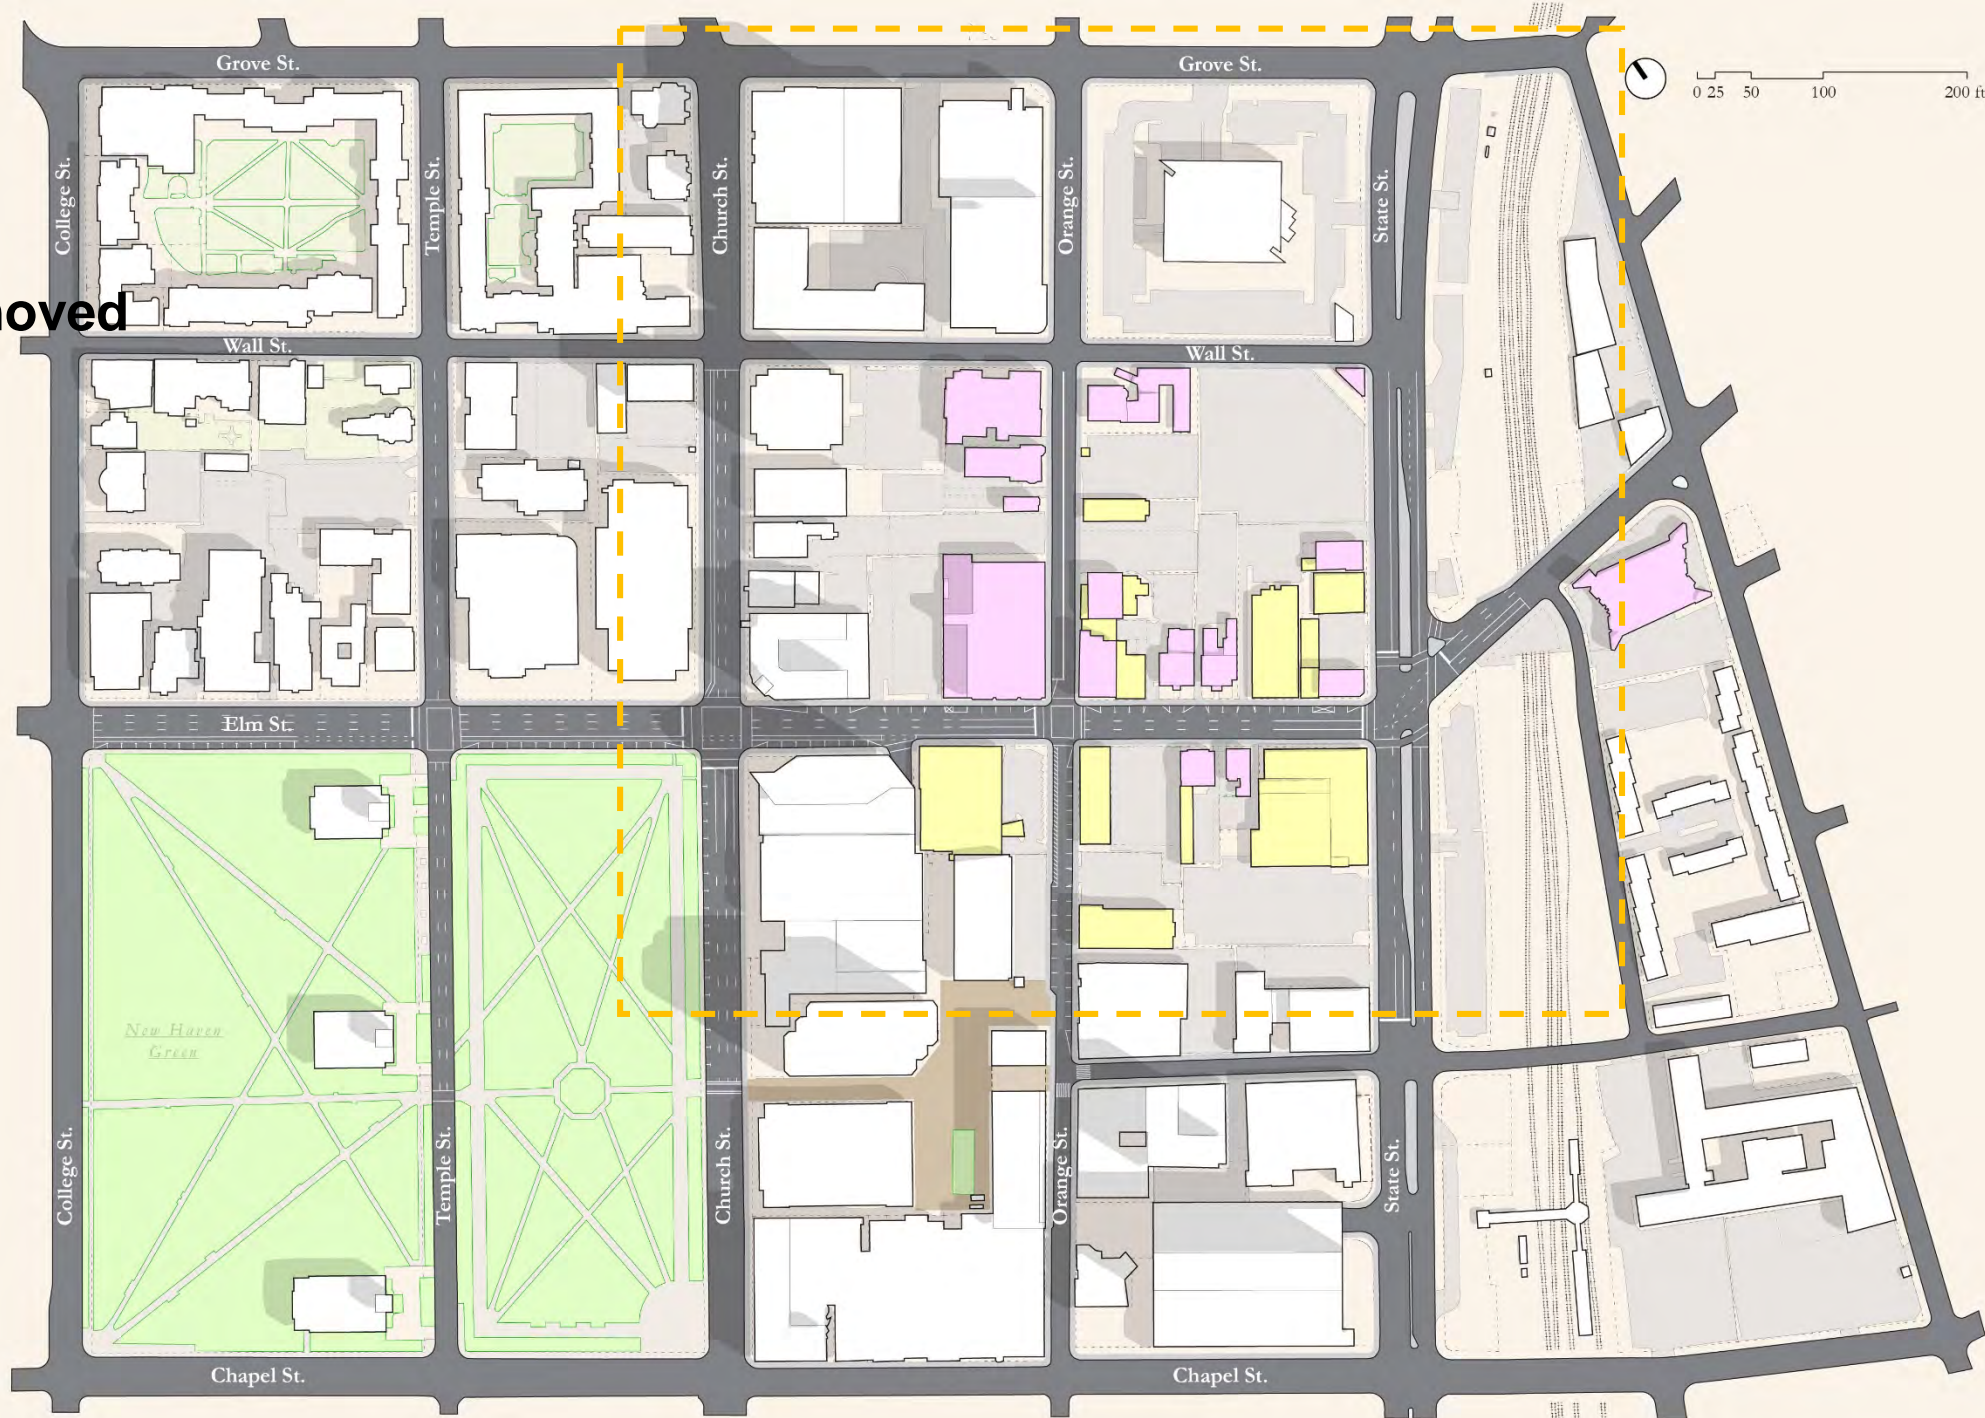 Grove St.
Grove St.
0 25 50 100 200 ft
College St.
Temple St.
Church St.
Orange St.
State St.
noved
Wall St.
Wall St.
Elm St.
New Haven
Green
College St.
Temple St.
Church St.
Orange St.
State St.
Chapel St.
Chapel St.